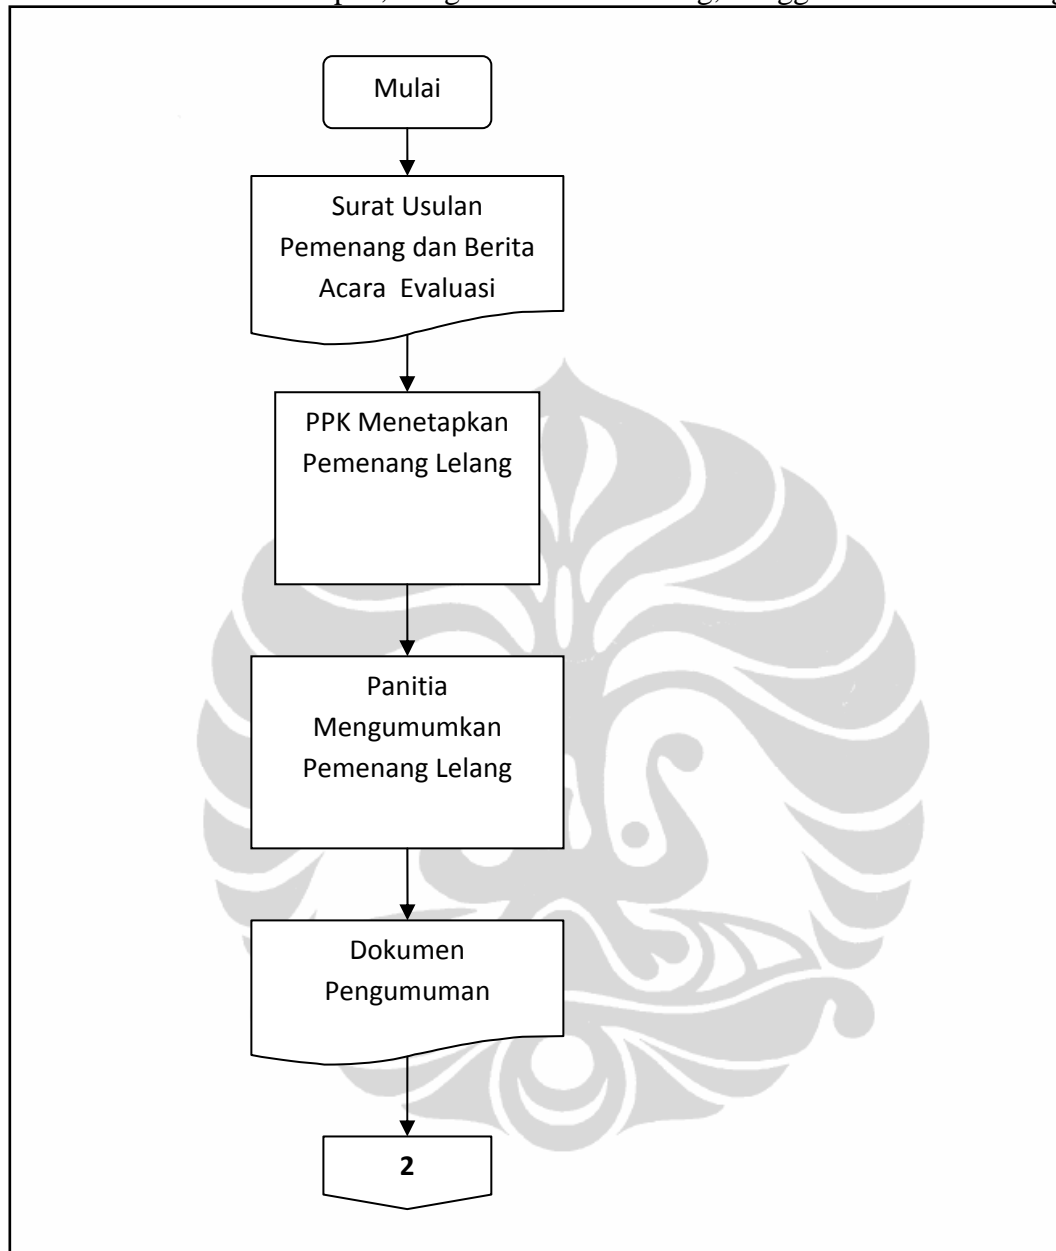 Mulai
Surat Usulan
Pemenang dan Berita
Acara Evaluasi
PPK Menetapkan
Pemenang Lelang
Panitia
Mengumumkan
Pemenang Lelang
Dokumen
Pengumuman
2